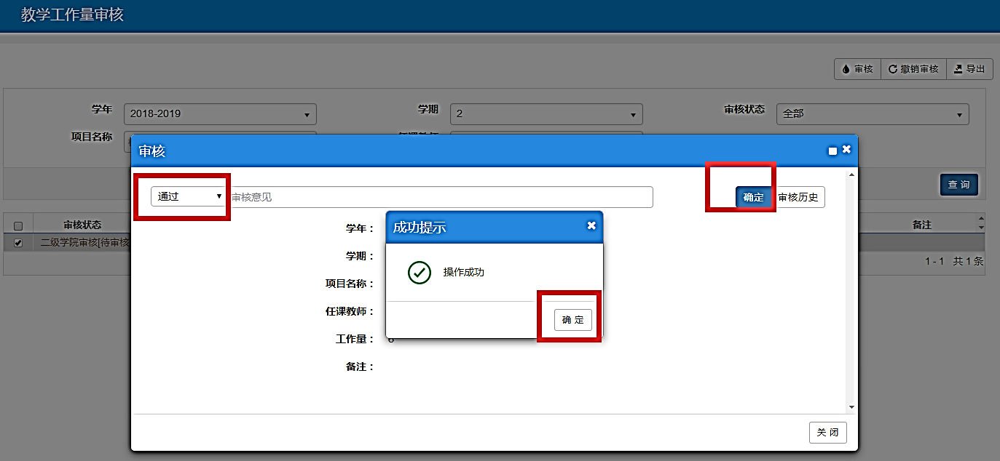 教学工作量审核
审核 撤销审核 导出
学年 2018-2019 学期 2 审核状态 全部
项目名称
审核
通过 审核意见 确定 审核历史
查 询
审核状态 备注
二级学院审核[待审核
1 - 1 共 1 条
学年：
成功提示
学期：
操作成功
项目名称：
任课教师：
确 定
工作量： 6
备注：
关 闭